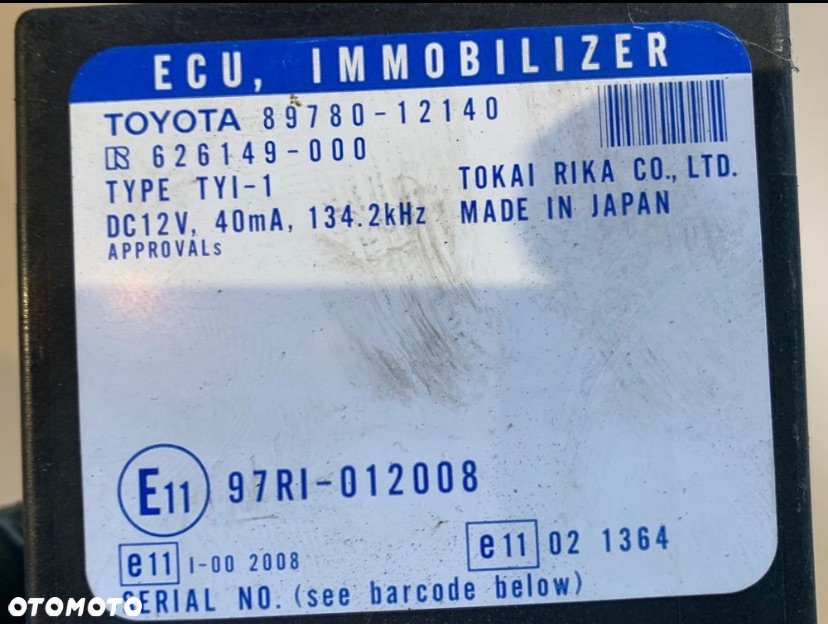 ECU, IMMOBILIZER
TOYOTA 89780-12140
R 626149-000
TYPE TYI-1
TOKAI RIKA CO., LTD.
DC12V, 40mA, 134.2kHz
MADE IN JAPAN
APPROVALs
E11 97RI-012008
e11 I-00 2008
e11 02 1364
SERIAL NO. (see barcode below)
OTOMOTO